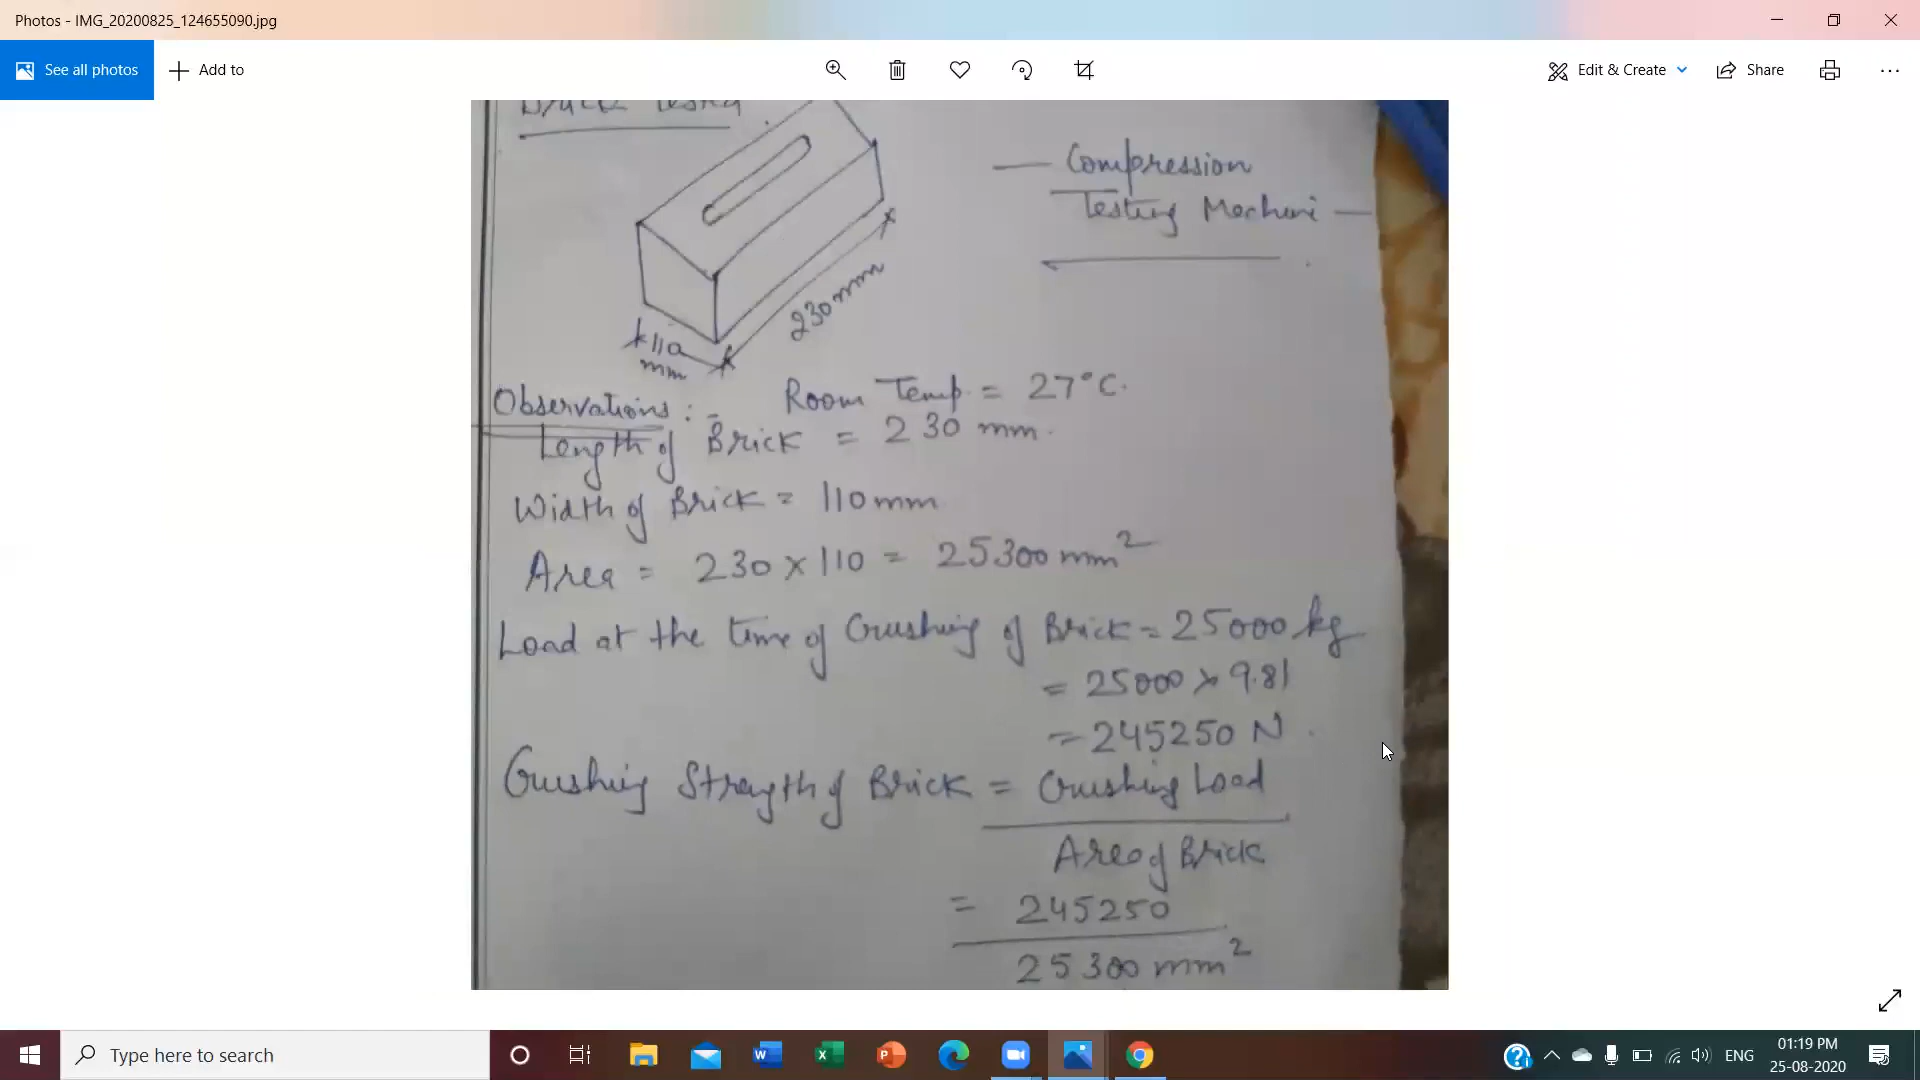 Photos - IMG_20200825_124655090.jpg
See all photos
Add to
Edit & Create
Share
Compression
Testing Machini
230 mm
110
mm
Observations :- Room Temp. = 27°C.
Length of Brick = 230 mm.
Width of Brick = 110 mm
Area = 230 x 110 = 25300 mm²
Load at the time of Crushing of Brick = 25000 kg
= 25000 x 9.81
= 245250 N.
Crushing Strength of Brick = Crushing Load
Area of Brick
= 245250
25300 mm²
Type here to search
ENG
01:19 PM
25-08-2020